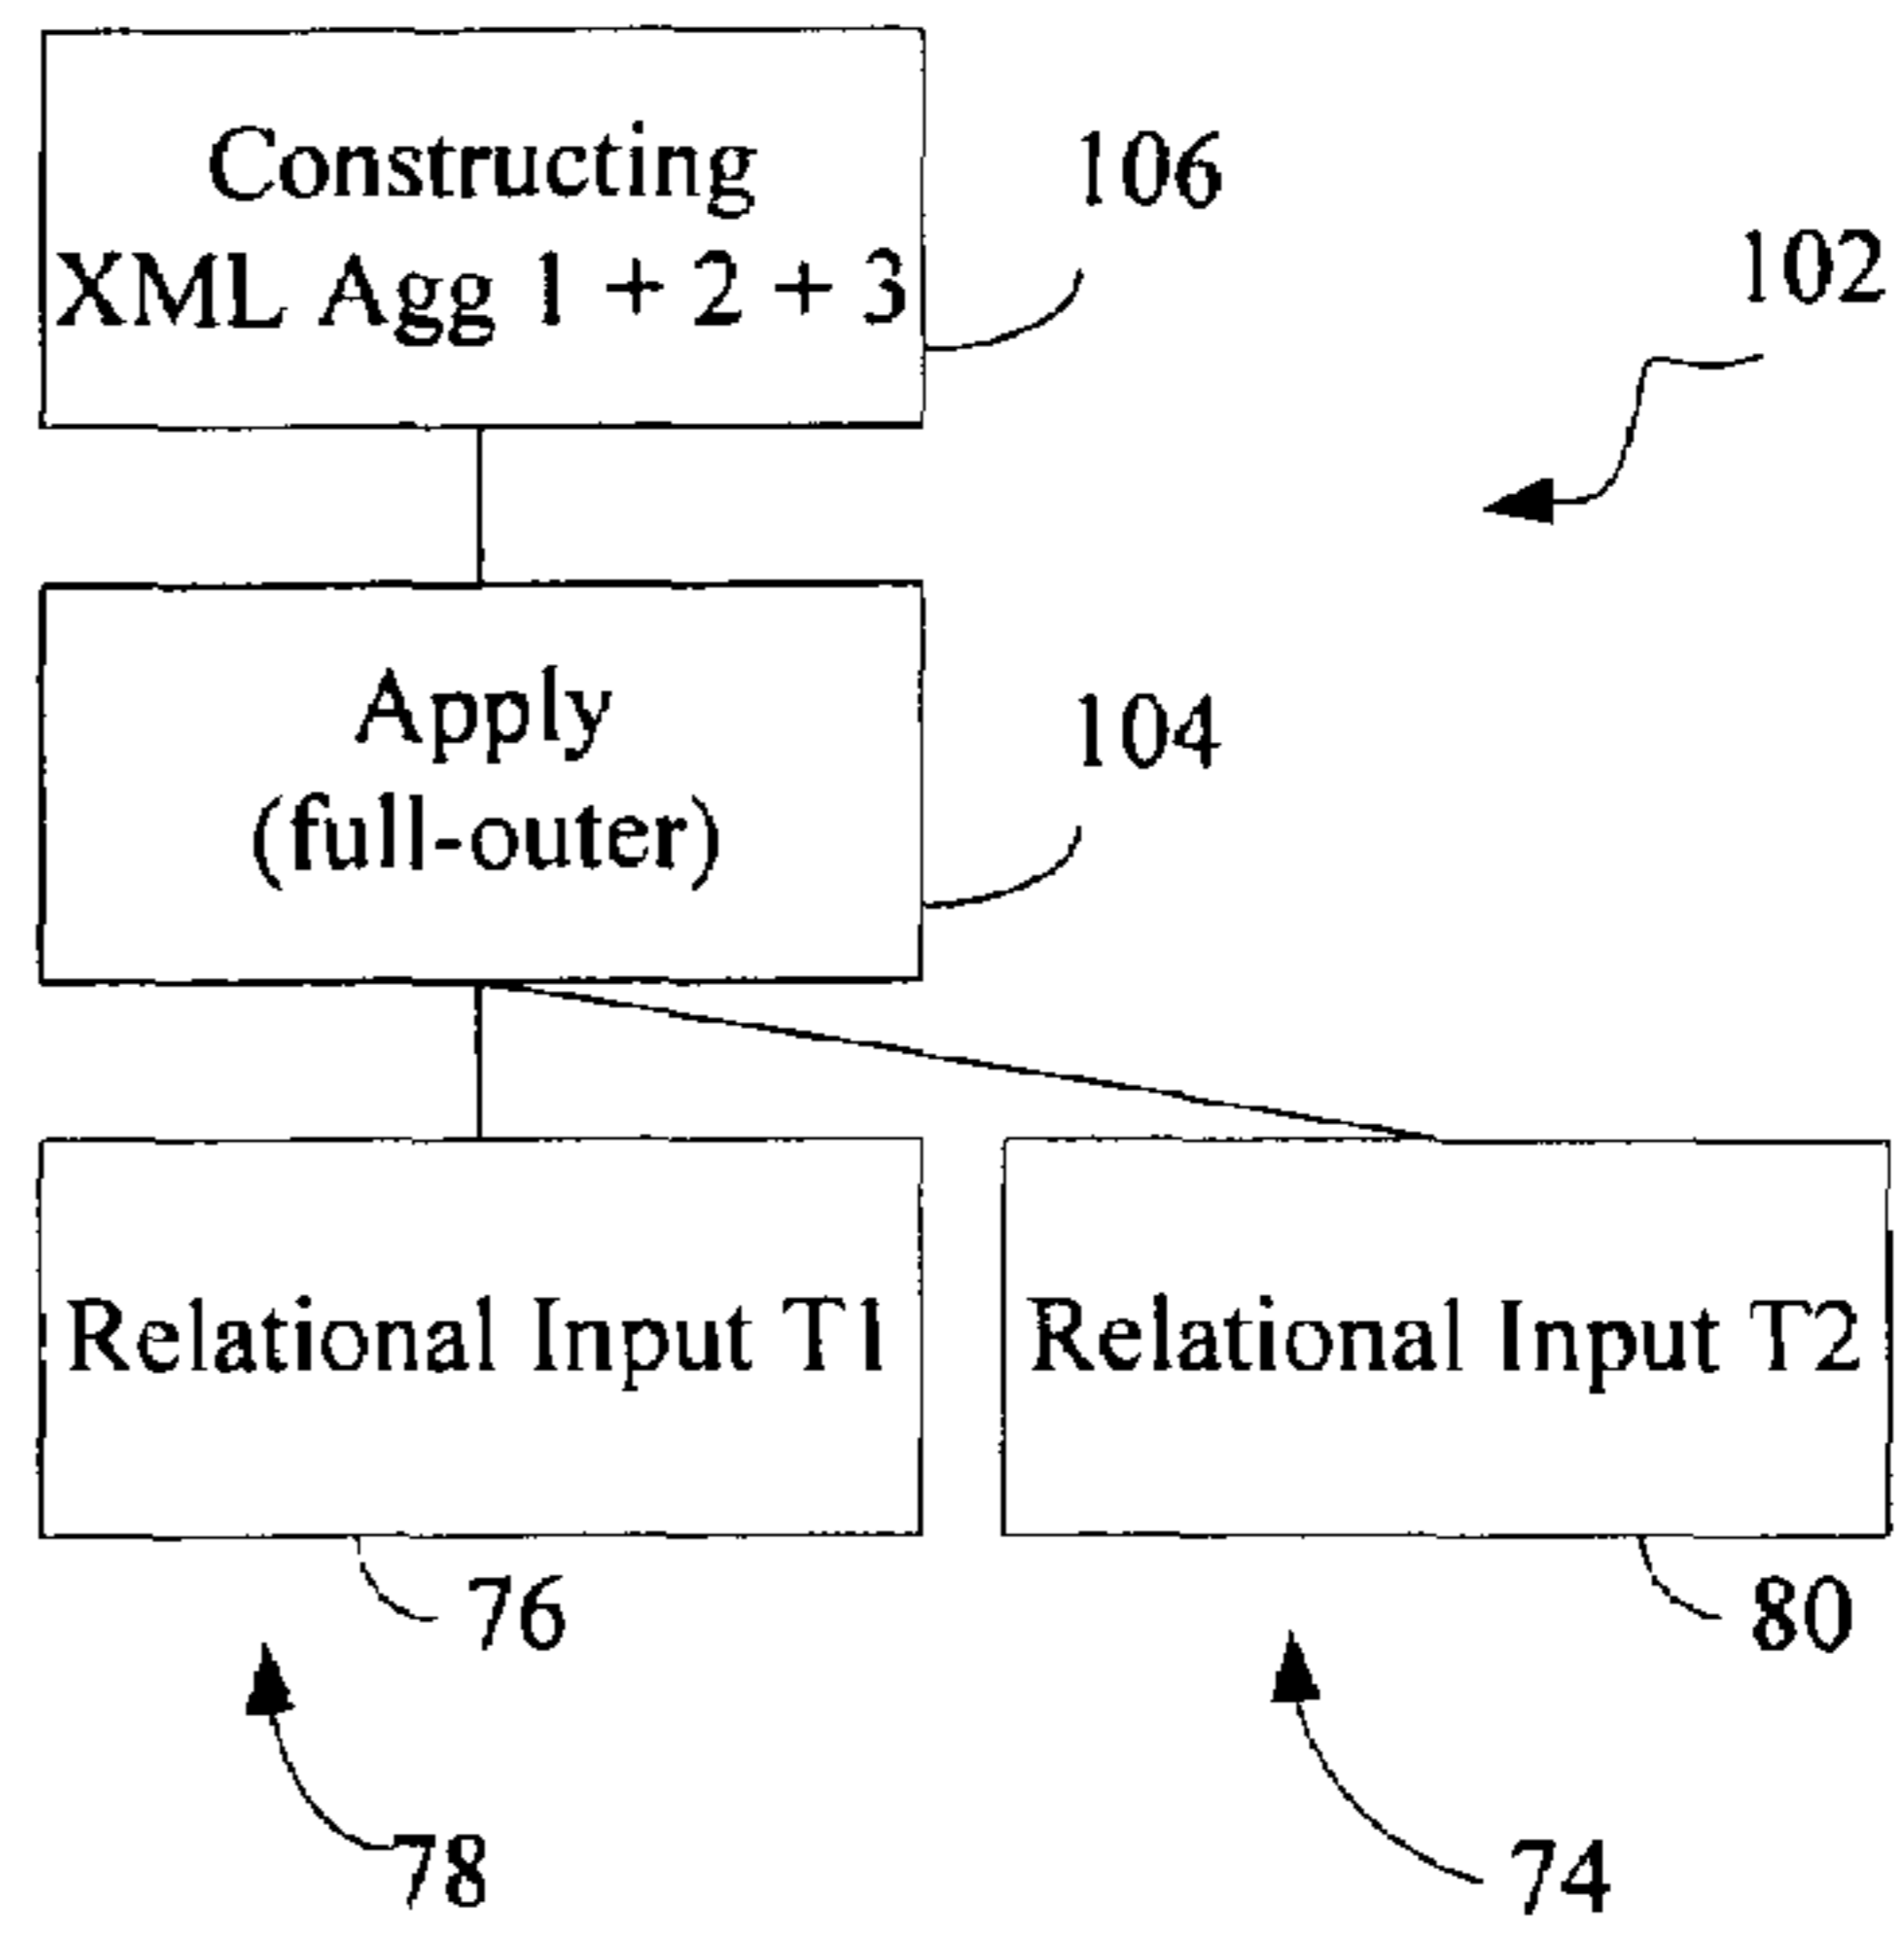 Constructing
XML Agg 1 + 2 + 3
106
102
Apply
(full-outer)
104
Relational Input T1
Relational Input T2
76
80
78
74